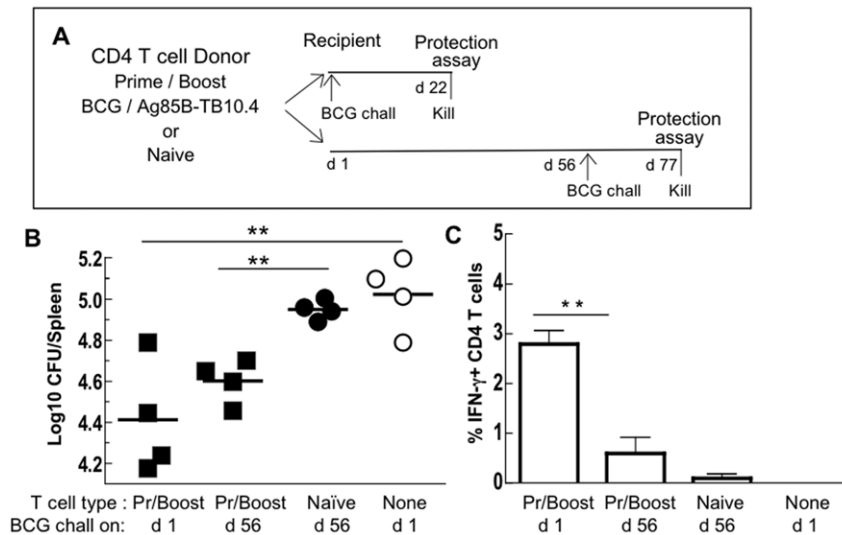 A
CD4 T cell Donor
Prime / Boost
BCG / Ag85B-TB10.4
or
Naive
Recipient
Protection
assay
d 22
BCG chall
Kill
Protection
assay
d 1
d 56
d 77
BCG chall
Kill
B
**
**
5.2
5.0
4.8
4.6
4.4
4.2
Log10 CFU/Spleen
T cell type : Pr/Boost Pr/Boost Naïve None
BCG chall on: d 1 d 56 d 56 d 1
C
* *
5
4
3
2
1
0
% IFN-γ+ CD4 T cells
Pr/Boost Pr/Boost Naive None
d 1 d 56 d 56 d 1